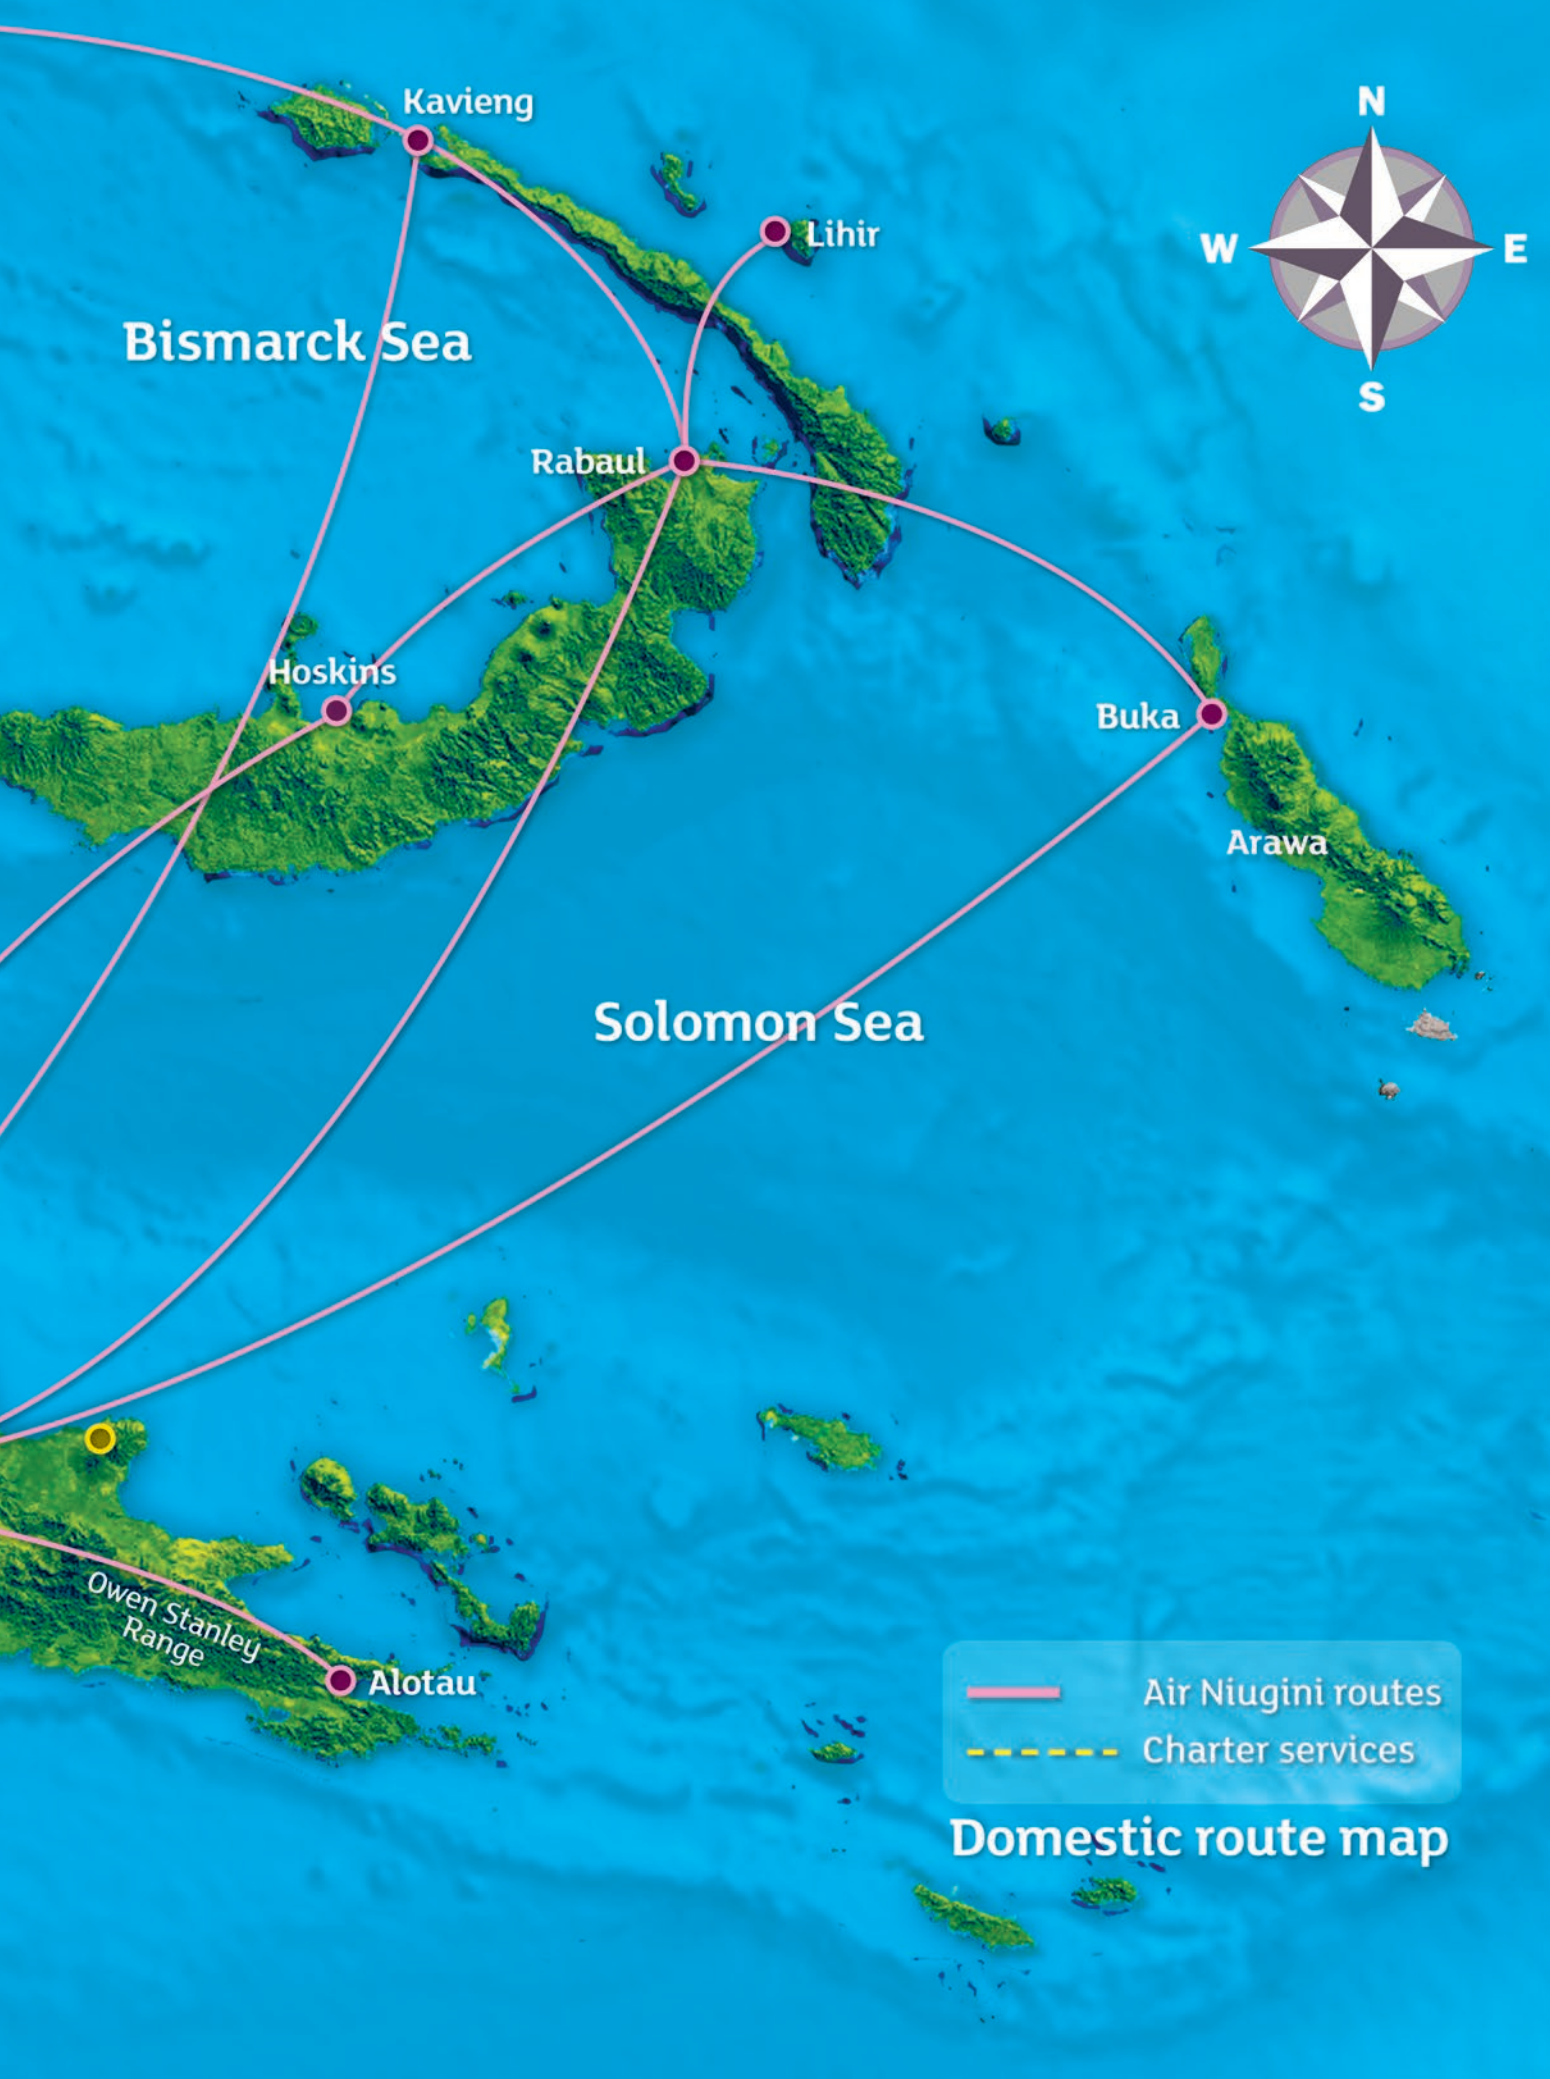 N
Kavieng
Lihir
W
E
Bismarck Sea
S
Rabaul
Hoskins
Buka
Arawa
Solomon Sea
Owen Stanley
Range
Alotau
Air Niugini routes
Charter services
Domestic route map